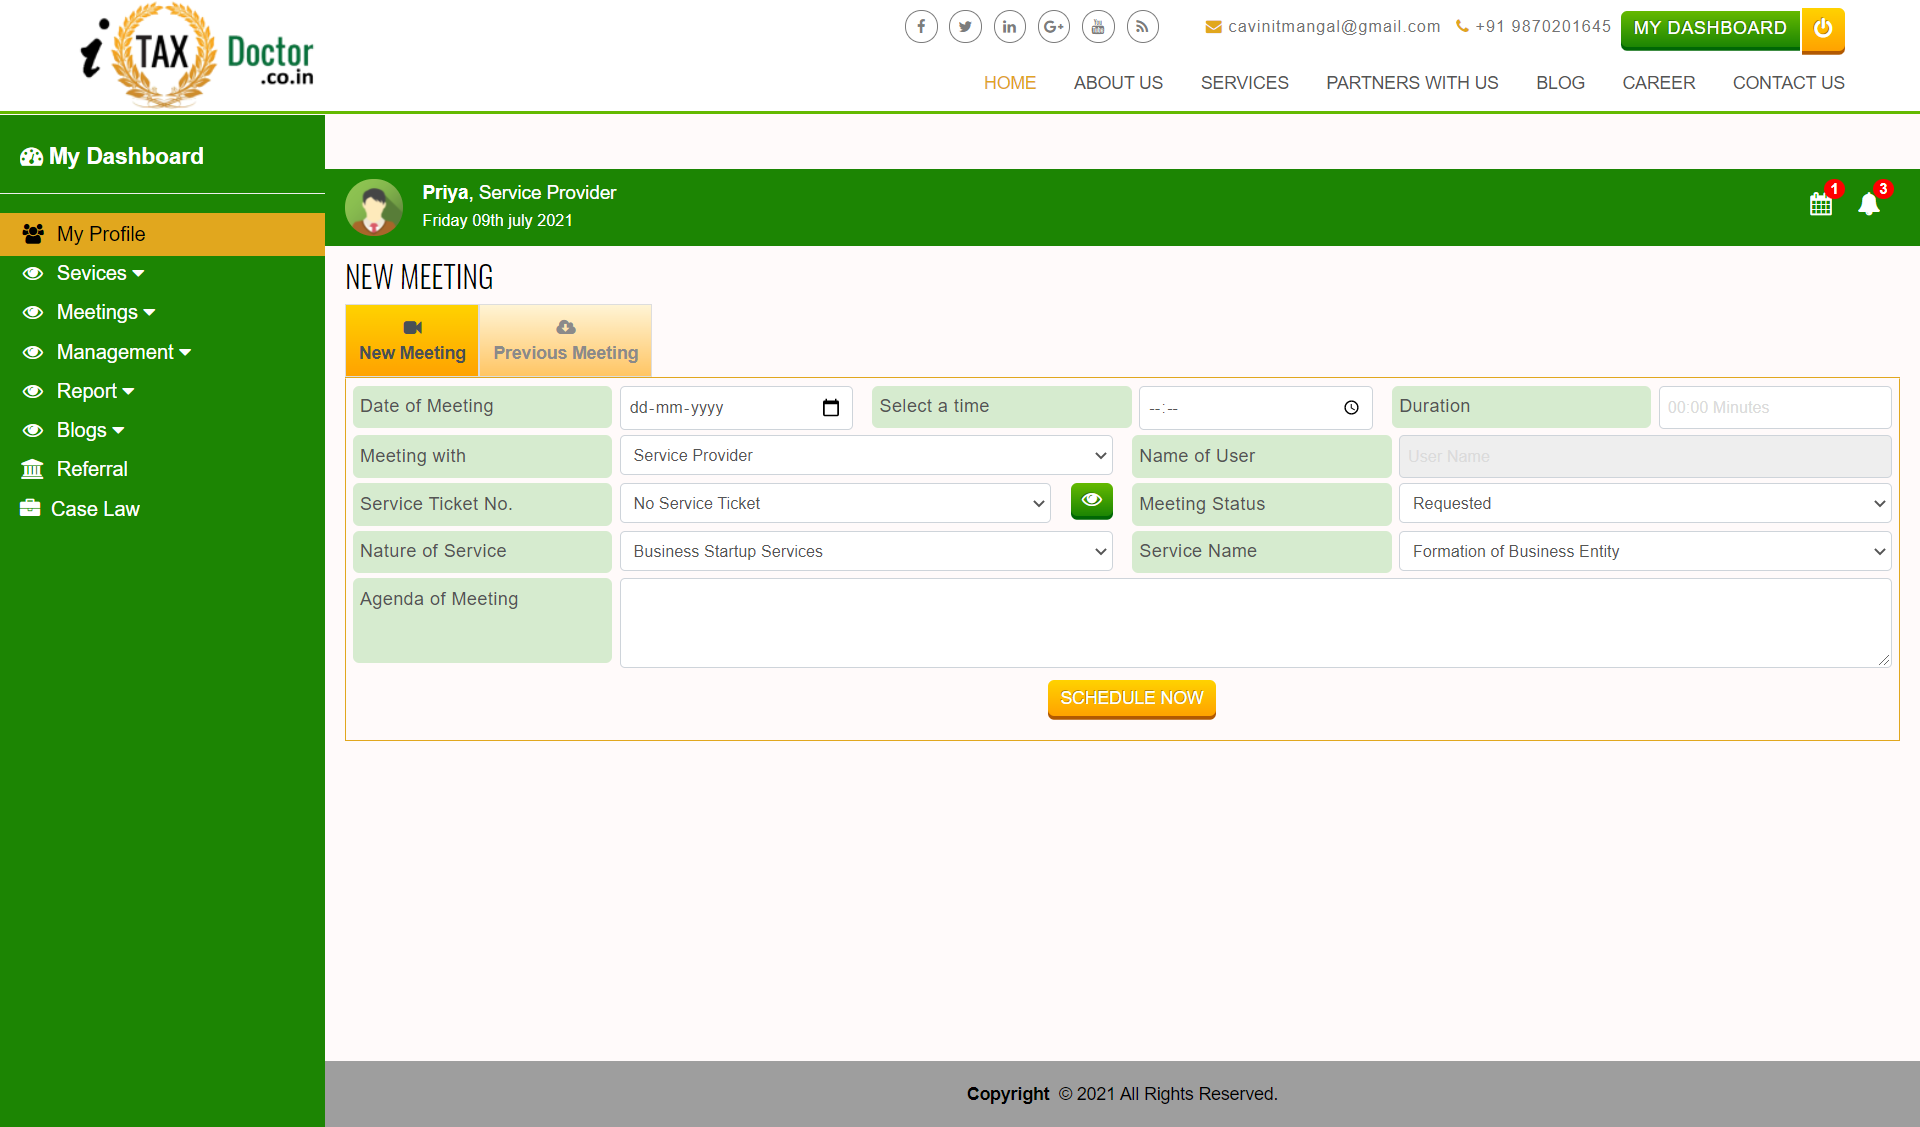 i TAX Doctor .co.in
cavinitmangal@gmail.com +91 9870201645 MY DASHBOARD
HOME ABOUT US SERVICES PARTNERS WITH US BLOG CAREER CONTACT US
My Dashboard
My Profile
Sevices
Meetings
Management
Report
Blogs
Referral
Case Law
Priya, Service Provider
Friday 09th july 2021
1 3
NEW MEETING
New Meeting Previous Meeting
Date of Meeting dd-mm-yyyy Select a time --:-- Duration 00:00 Minutes
Meeting with Service Provider Name of User User Name
Service Ticket No. No Service Ticket Meeting Status Requested
Nature of Service Business Startup Services Service Name Formation of Business Entity
Agenda of Meeting
SCHEDULE NOW
Copyright © 2021 All Rights Reserved.